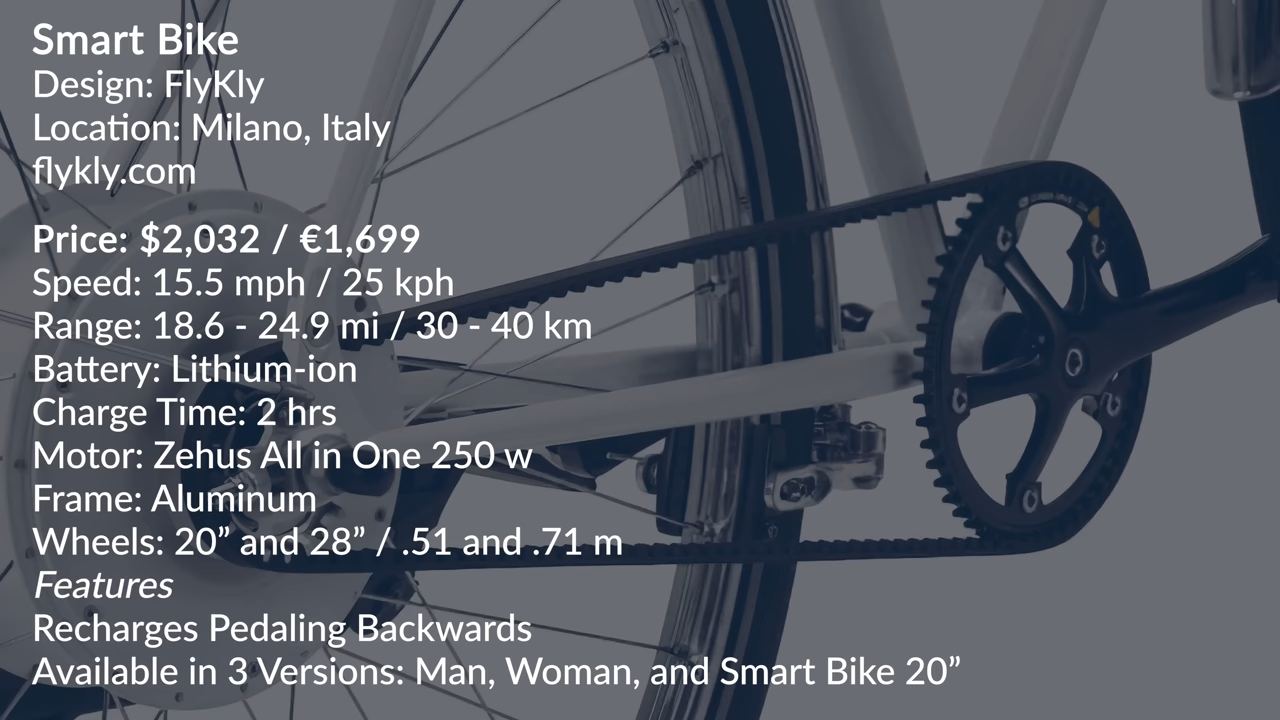 Smart Bike
Design: FlyKly
Location: Milano, Italy
flykly.com
Price: $2,032 / €1,699
Speed: 15.5 mph / 25 kph
Range: 18.6 - 24.9 mi / 30 - 40 km
Battery: Lithium-ion
Charge Time: 2 hrs
Motor: Zehus All in One 250 w
Frame: Aluminum
Wheels: 20” and 28” / .51 and .71 m
Features
Recharges Pedaling Backwards
Available in 3 Versions: Man, Woman, and Smart Bike 20”